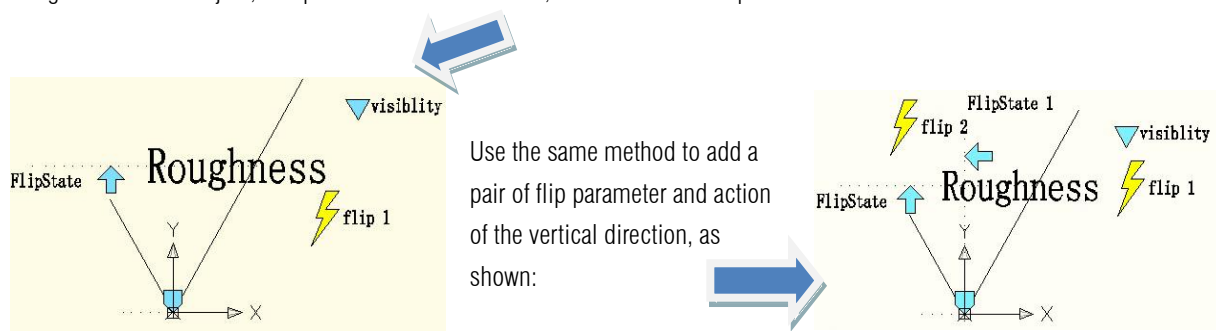 visiblity
Roughness
FlipState
flip 1
Y
X
Use the same method to add a
pair of flip parameter and action
of the vertical direction, as
shown:
FlipState 1
flip 2
visiblity
Roughness
flip 1
FlipState
Y
X